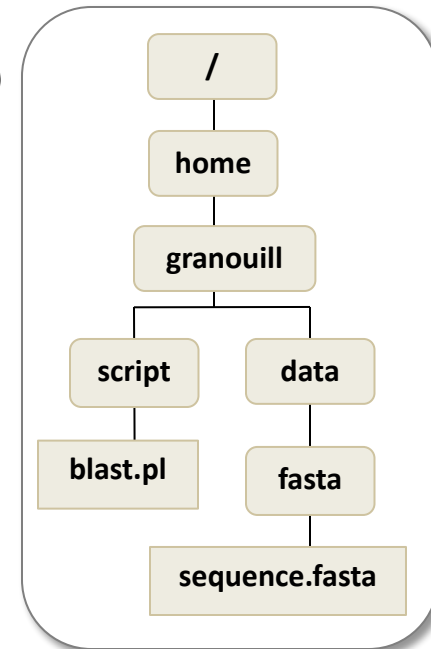 /
home
granouill
script data
blast.pl
fasta
sequence.fasta